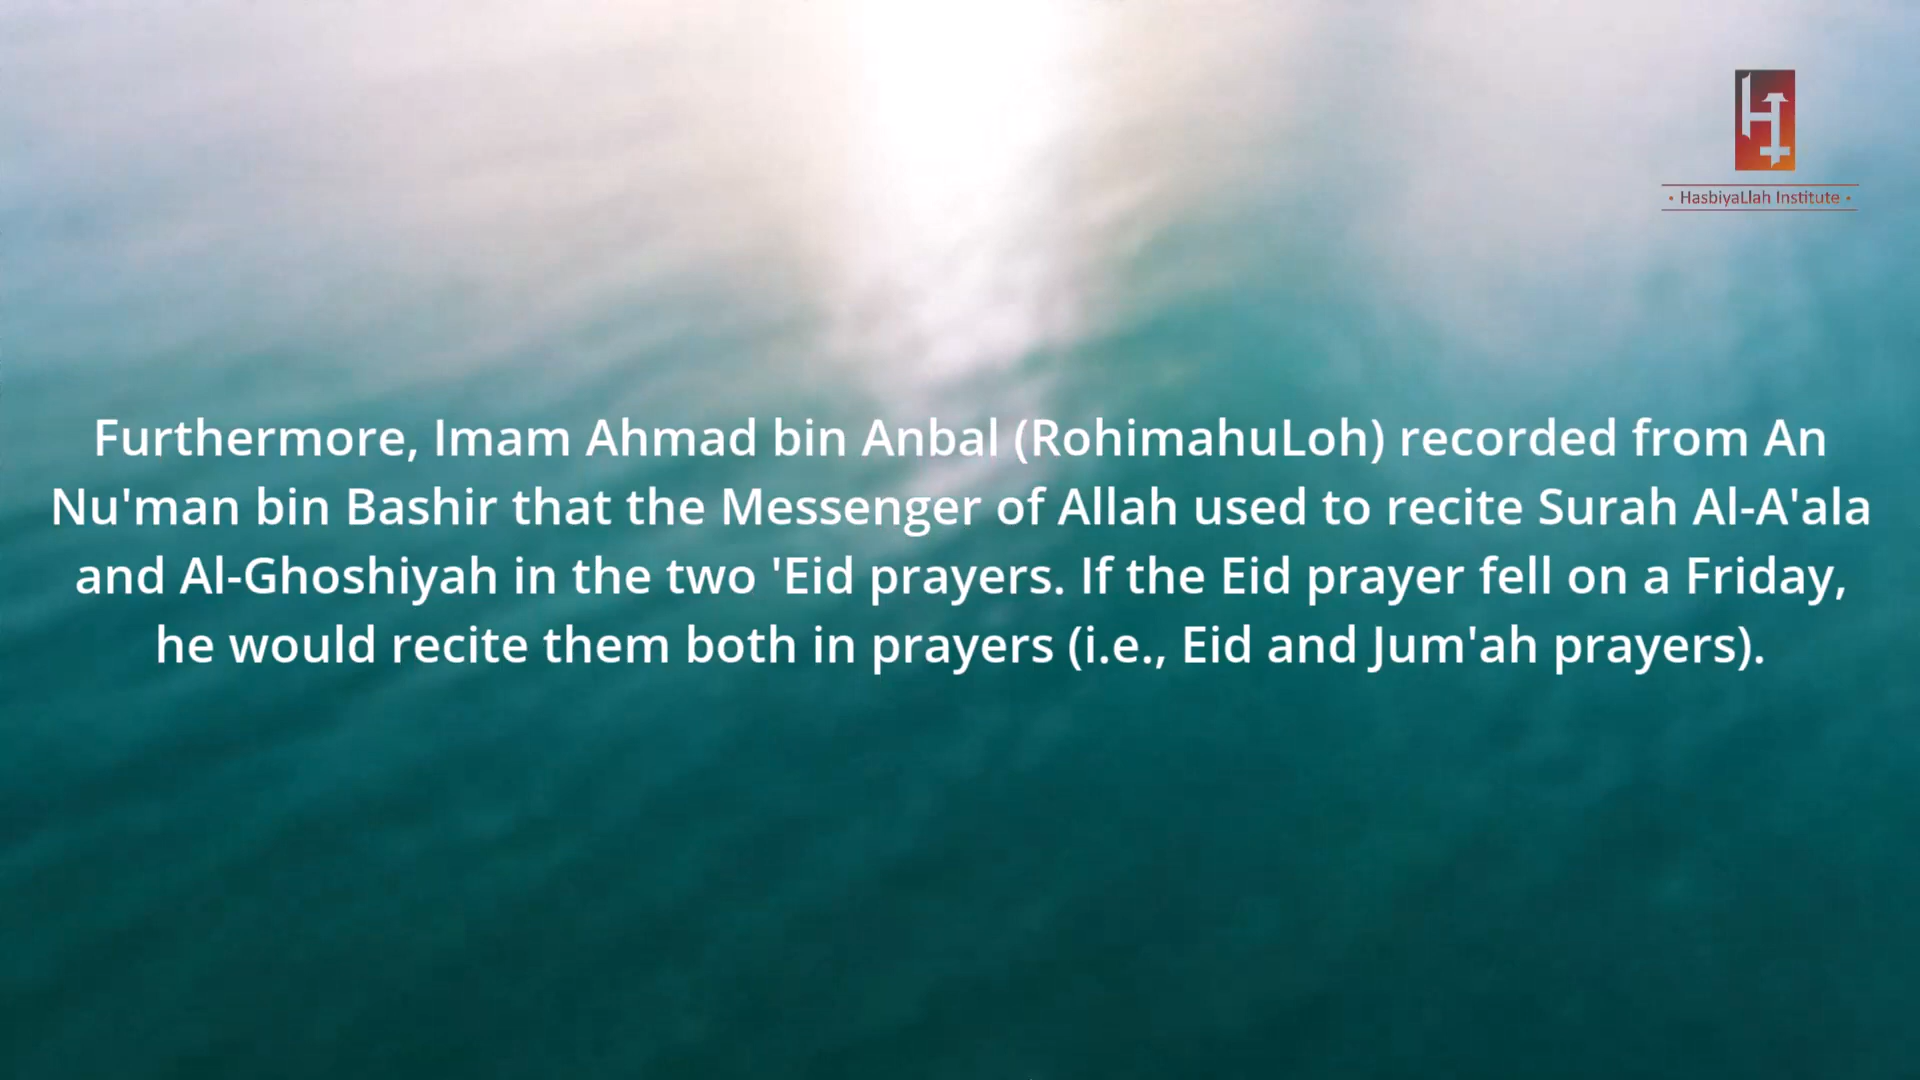 • HasbiyaLlah Institute •
Furthermore, Imam Ahmad bin Anbal (RohimahuLoh) recorded from An
Nu'man bin Bashir that the Messenger of Allah used to recite Surah Al-A'ala
and Al-Ghoshiyah in the two 'Eid prayers. If the Eid prayer fell on a Friday,
he would recite them both in prayers (i.e., Eid and Jum'ah prayers).